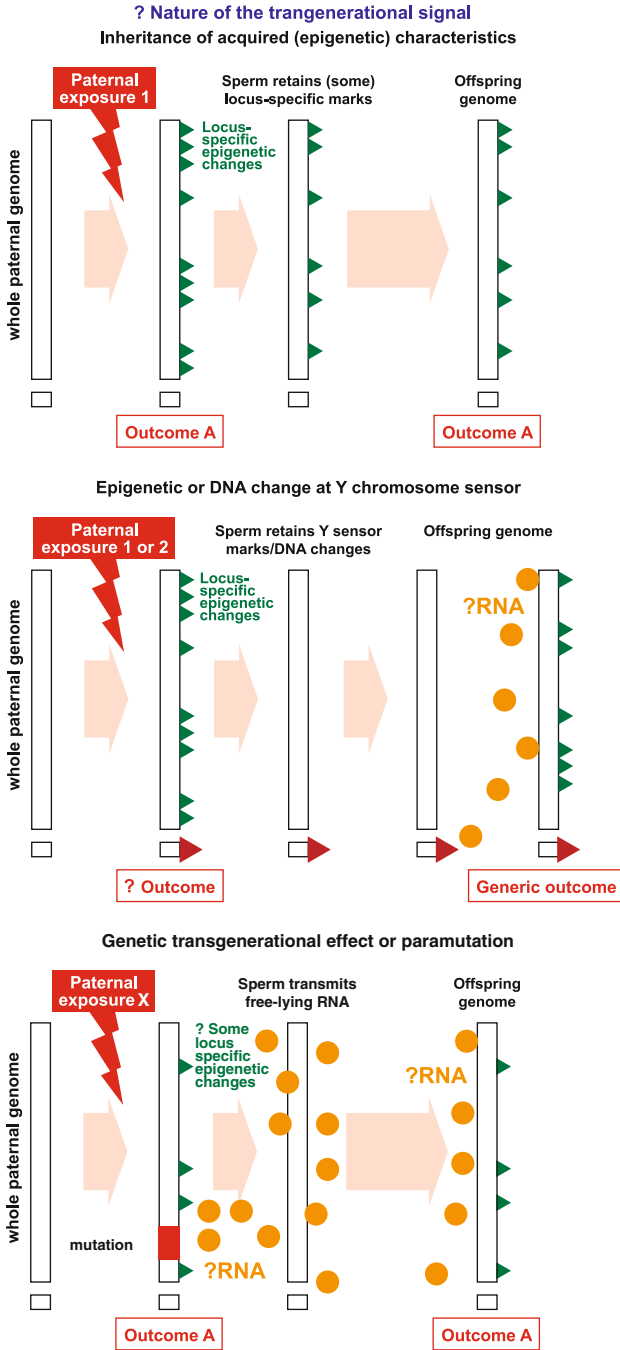 ? Nature of the trangenerational signal
Inheritance of acquired (epigenetic) characteristics
Paternal
exposure 1
Sperm retains (some)
locus-specific marks
Offspring
genome
Locus-
specific
epigenetic
changes
whole paternal genome
Outcome A
Outcome A
Epigenetic or DNA change at Y chromosome sensor
Paternal
exposure 1 or 2
Sperm retains Y sensor
marks/DNA changes
Offspring genome
Locus-
specific
epigenetic
changes
?RNA
whole paternal genome
? Outcome
Generic outcome
Genetic transgenerational effect or paramutation
Paternal
exposure X
Sperm transmits
free-lying RNA
Offspring
genome
? Some
locus
specific
epigenetic
changes
?RNA
whole paternal genome
mutation
?RNA
Outcome A
Outcome A